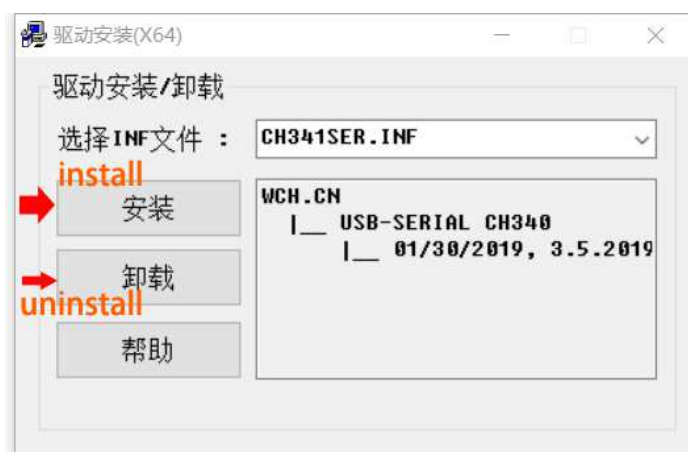 驱动安装(X64)
驱动安装/卸载
选择INF文件 :
CH341SER.INF
install
安装
卸载
uninstall
帮助
WCH.CN
|__ USB-SERIAL CH340
|__ 01/30/2019, 3.5.2019